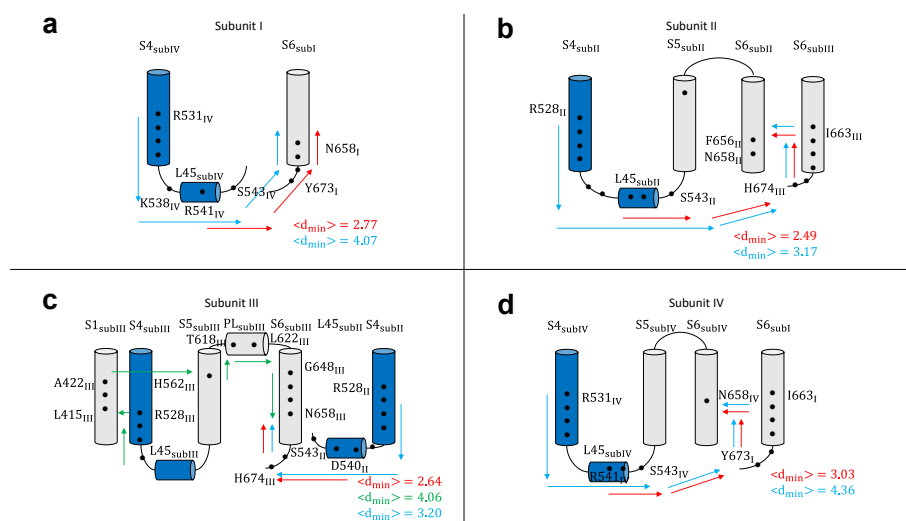 a
Subunit I
S4subIV
S6subI
R531IV
N658I
L45subIV
S543IV
Y673I
K538IV
R541IV
<dmin> = 2.77
<dmin> = 4.07
b
Subunit II
S4subII
S5subII
S6subII
S6subIII
R528II
F656II
I663III
N658II
L45subII
H674III
S543II
<dmin> = 2.49
<dmin> = 3.17
c
Subunit III
S1subIII S4subIII S5subIII PLsubIII S6subIII L45subII S4subII
T618III L622III
G648III
A422III
H562III
R528II
L415III
R528III
N658III
L45subIII
S543II
D540II
H674III
<dmin> = 2.64
<dmin> = 4.06
<dmin> = 3.20
d
Subunit IV
S4subIV
S5subIV S6subIV
S6subI
R531IV
N658IV
I663I
L45subIV
Y673I
R541IV
S543IV
<dmin> = 3.03
<dmin> = 4.36